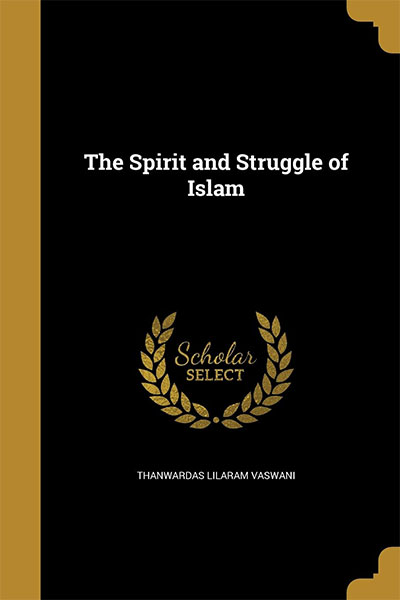 The Spirit and Struggle of
Islam
Scholar
SELECT
THANWARDAS LILARAM VASWANI